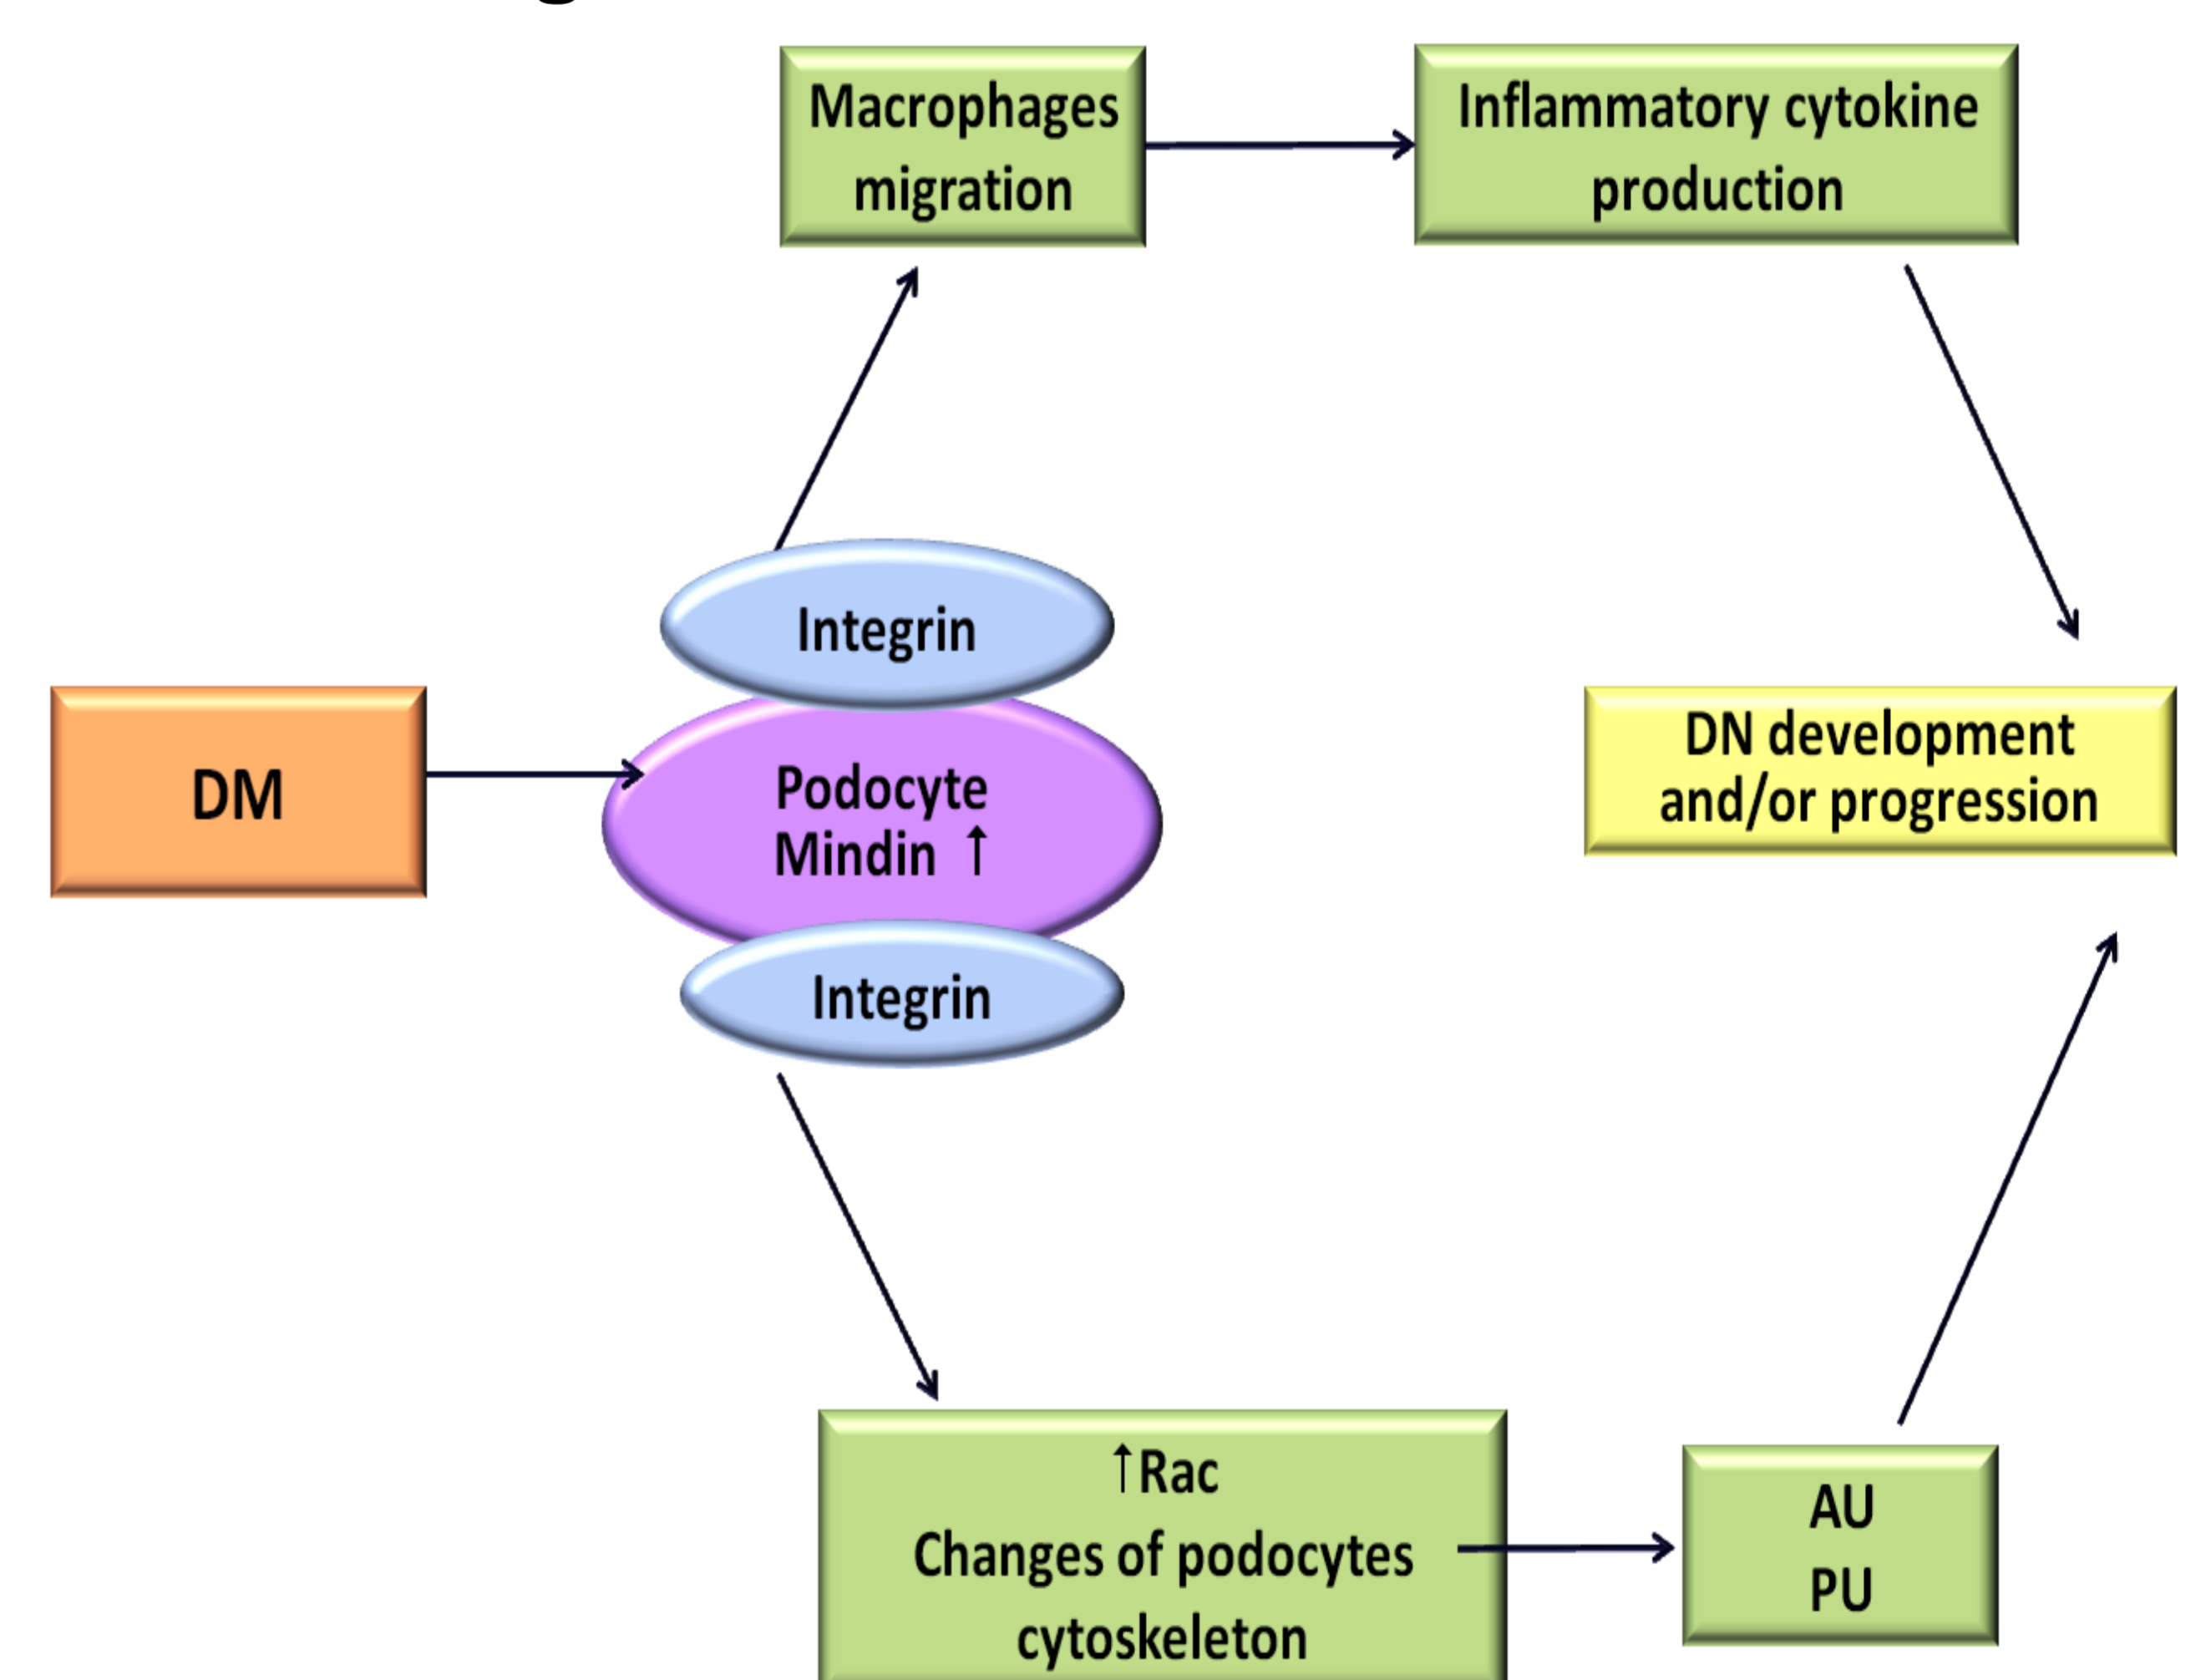 Macrophages
migration
Inflammatory cytokine
production
Integrin
DM
Podocyte
Mindin ↑
Integrin
DN development
and/or progression
↑Rac
Changes of podocytes
cytoskeleton
AU
PU